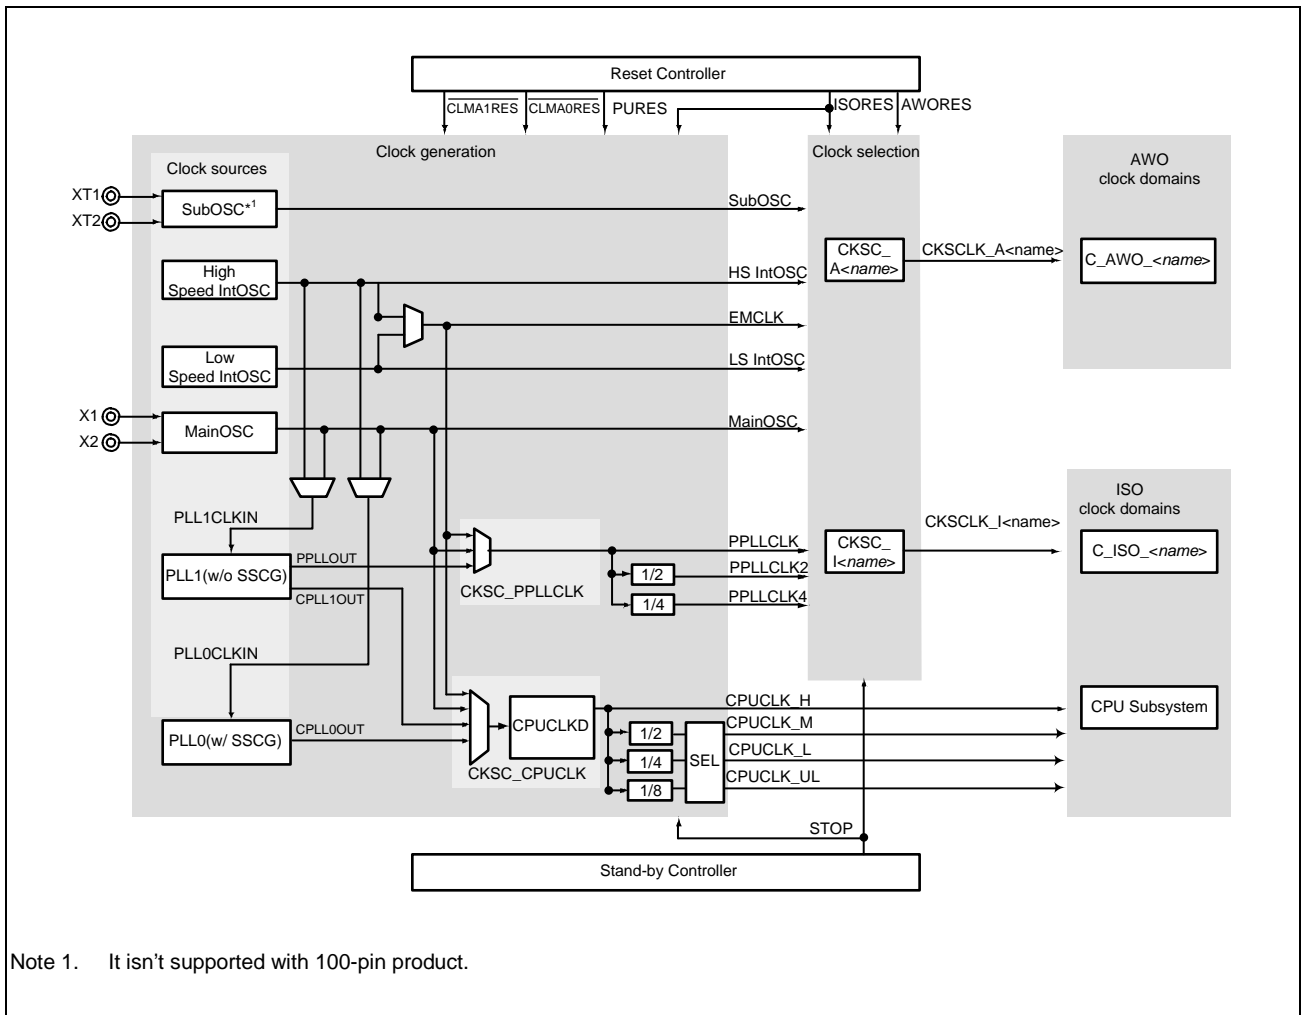 Reset Controller
CLMA1RES
CLMA0RES
PURES
ISORES
AWORES
Clock generation
Clock selection
AWO
clock domains
Clock sources
XT1
XT2
SubOSC*1
SubOSC
High
Speed IntOSC
HS IntOSC
CKSC_
A<name>
CKSCLK_A<name>
C_AWO_<name>
EMCLK
Low
Speed IntOSC
LS IntOSC
X1
X2
MainOSC
MainOSC
ISO
clock domains
PLL1CLKIN
PLL1(w/o SSCG)
PPLLOUT
CPLL1OUT
CKSC_PPLLCLK
PPLLCLK
1/2
PPLLCLK2
1/4
PPLLCLK4
CKSC_
I<name>
CKSCLK_I<name>
C_ISO_<name>
PLL0CLKIN
PLL0(w/ SSCG)
CPLL0OUT
CPUCLKD
CKSC_CPUCLK
1/2
1/4
1/8
SEL
CPUCLK_H
CPUCLK_M
CPUCLK_L
CPUCLK_UL
CPU Subsystem
STOP
Stand-by Controller
Note 1. It isn't supported with 100-pin product.